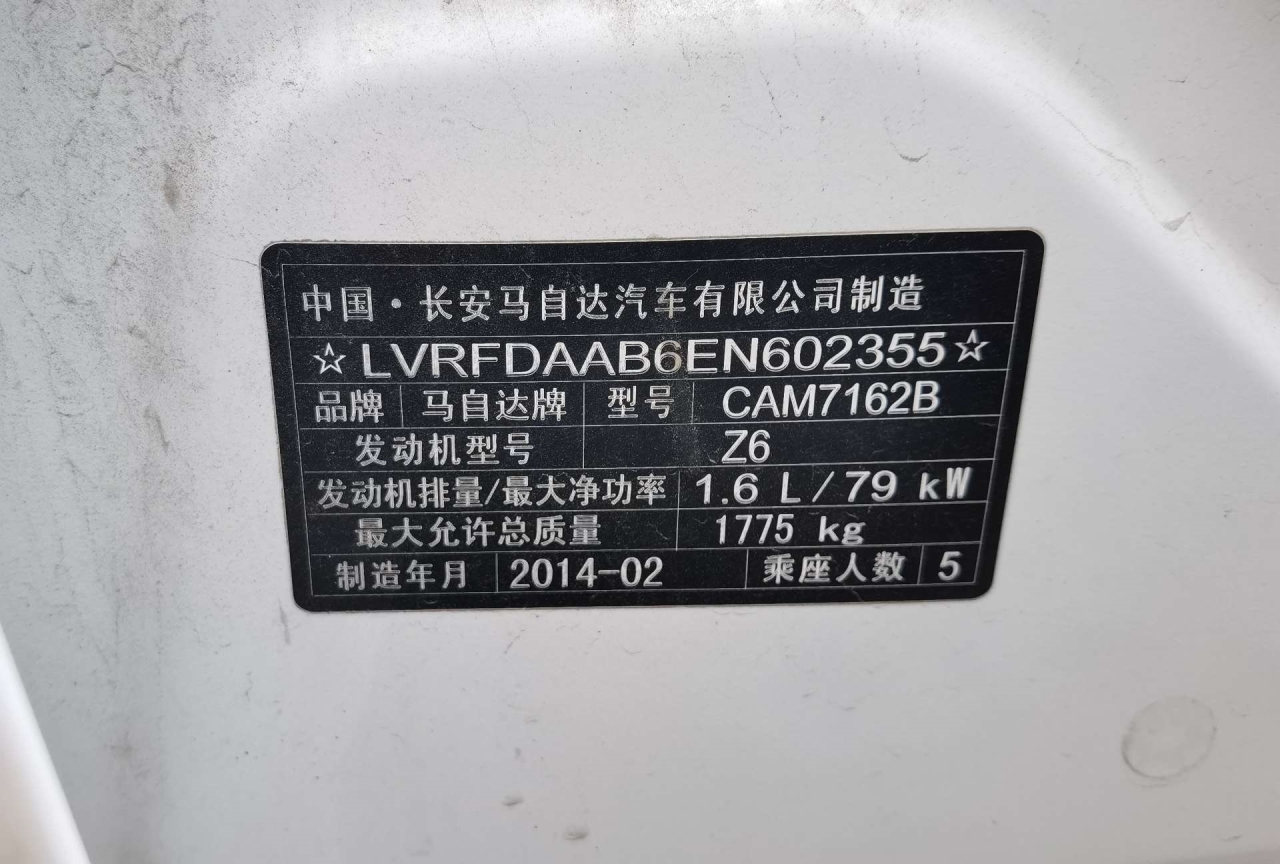 中国·长安马自达汽车有限公司制造
☆LVRFDAAB6EN602355☆
品牌 马自达牌 型号 CAM7162B
发动机型号 Z6
发动机排量/最大净功率 1.6 L/79 kW
最大允许总质量 1775 kg
制造年月 2014-02 乘座人数 5